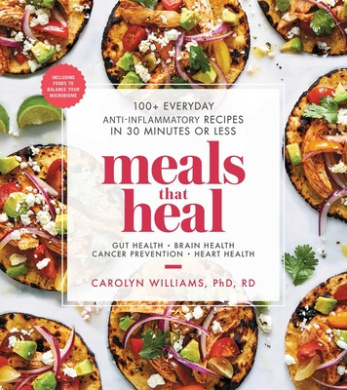 INCLUDING
FOODS TO
BALANCE YOUR
MICROBIOME
100+ EVERYDAY
ANTI-INFLAMMATORY RECIPES
IN 30 MINUTES OR LESS
meals
that
heal
GUT HEALTH • BRAIN HEALTH
CANCER PREVENTION • HEART HEALTH
CAROLYN WILLIAMS, PhD, RD